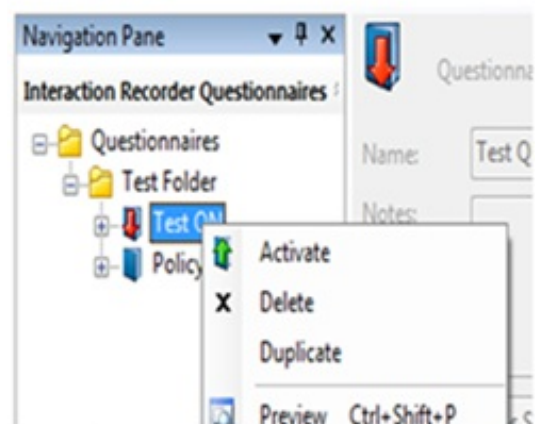 Navigation Pane
Interaction Recorder Questionnaires
Questionna
Questionnaires
Name:
Test Q
Test Folder
Notes:
Test QN
Policy
Activate
Delete
Duplicate
Preview Ctrl+Shift+P